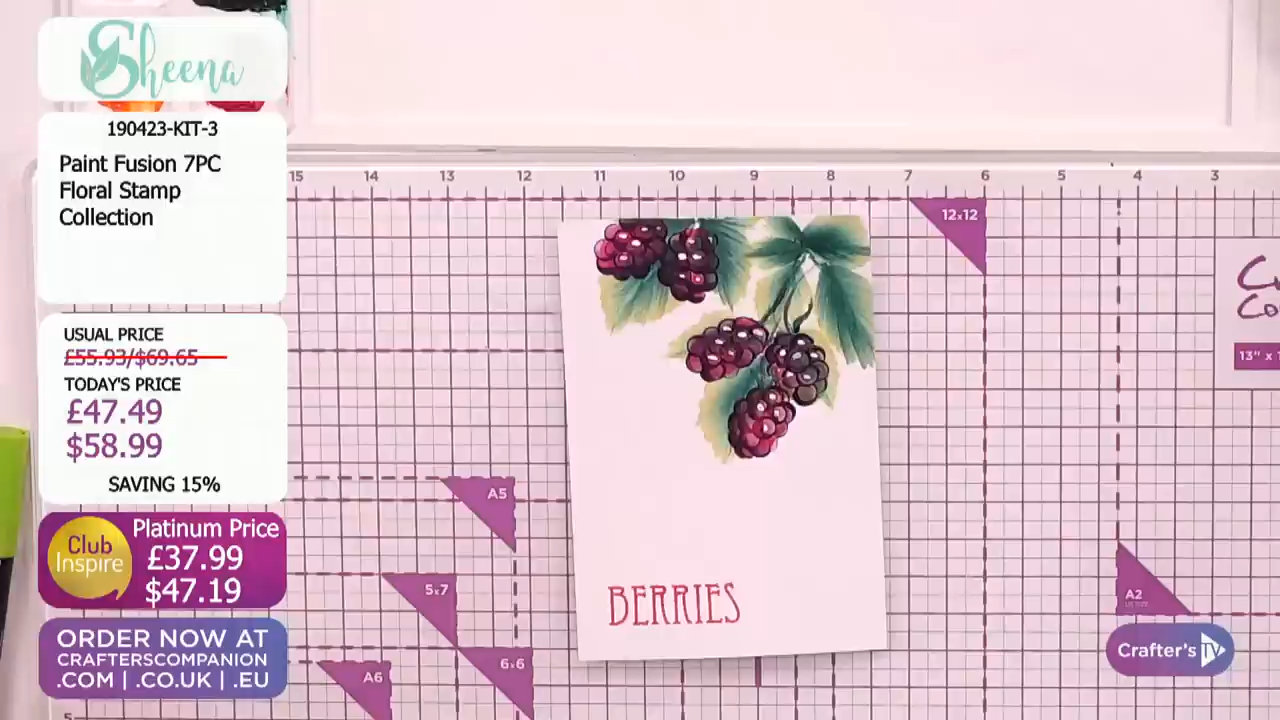 Sheena
190423-KIT-3
Paint Fusion 7PC
Floral Stamp
Collection
USUAL PRICE
£55.93/$69.65
TODAY'S PRICE
£47.49
$58.99
SAVING 15%
Club
Inspire
Platinum Price
£37.99
$47.19
ORDER NOW AT
CRAFTERSCOMPANION
.COM | .CO.UK | .EU
15 14 13 12 11 10 9 8 7 6 5 4 3
12x12
A5
5x7
6x6
A6
5
BERRIES
13" x
A2
Crafter's TV